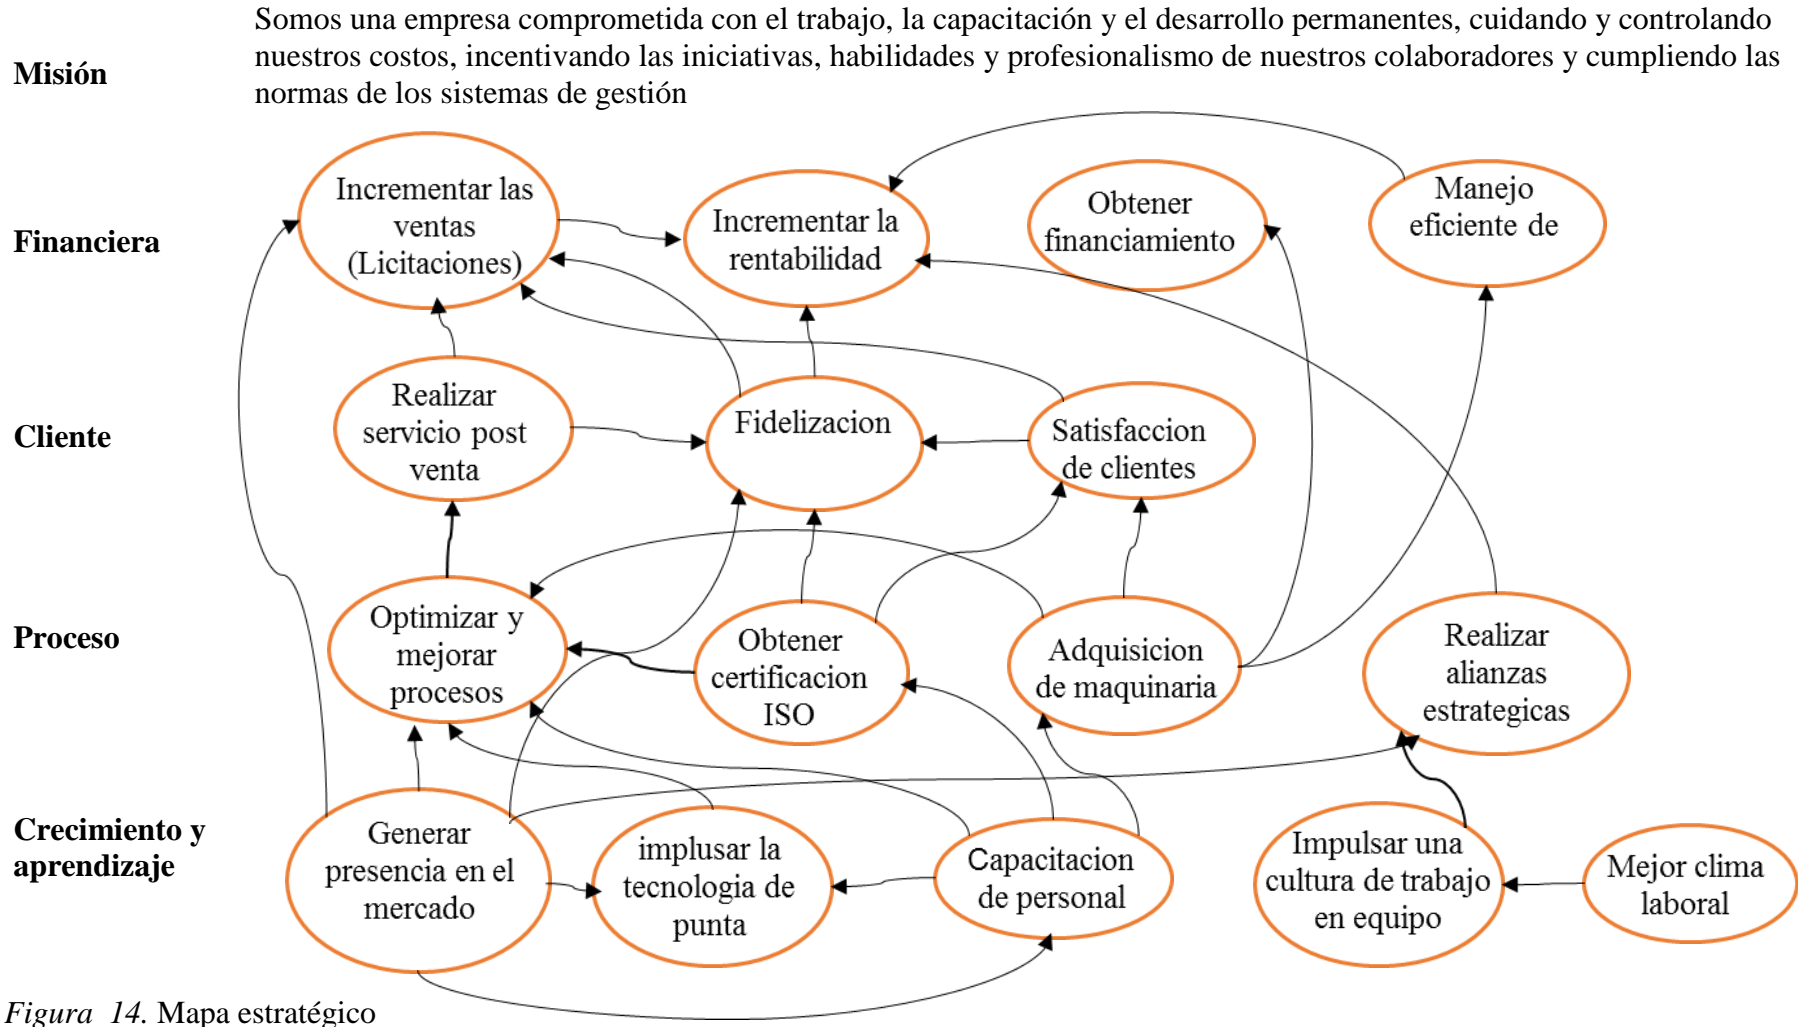 Somos una empresa comprometida con el trabajo, la capacitación y el desarrollo permanentes, cuidando y controlando
nuestros costos, incentivando las iniciativas, habilidades y profesionalismo de nuestros colaboradores y cumpliendo las
normas de los sistemas de gestión
Misión
Financiera
Incrementar las
ventas
(Licitaciones)
Incrementar la
rentabilidad
Obtener
financiamiento
Manejo
eficiente de
Cliente
Realizar
servicio post
venta
Fidelizacion
Satisfaccion
de clientes
Proceso
Optimizar y
mejorar
procesos
Obtener
certificacion
ISO
Adquisicion
de maquinaria
Realizar
alianzas
estrategicas
Crecimiento y
aprendizaje
Generar
presencia en el
mercado
implusar la
tecnologia de
punta
Capacitacion
de personal
Impulsar una
cultura de trabajo
en equipo
Mejor clima
laboral
Figura 14. Mapa estratégico